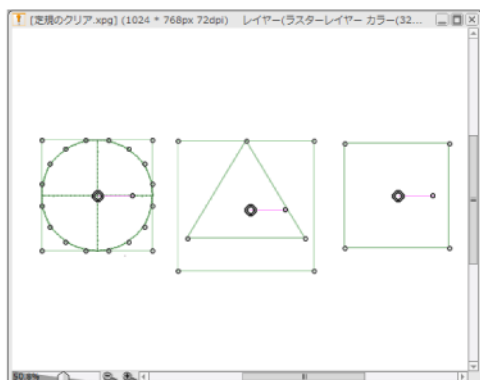 [定規のクリア.xpg] (1024 * 768px 72dpi) レイヤー(ラスターレイヤー カラー(32...
50.0%